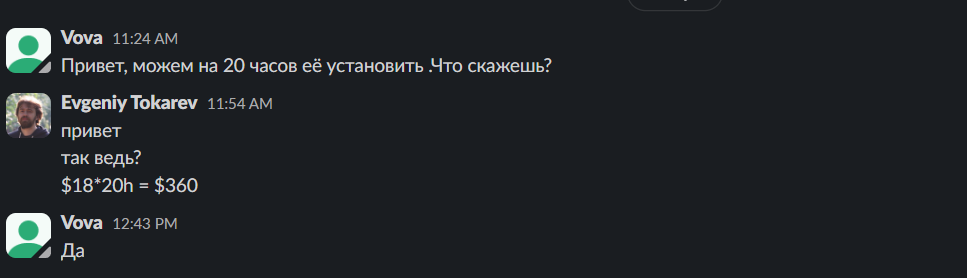 Vova 11:24 AM
Привет, можем на 20 часов её установить .Что скажешь?
Evgeniy Tokarev 11:54 AM
привет
так ведь?
$18*20h = $360
Vova 12:43 PM
Да